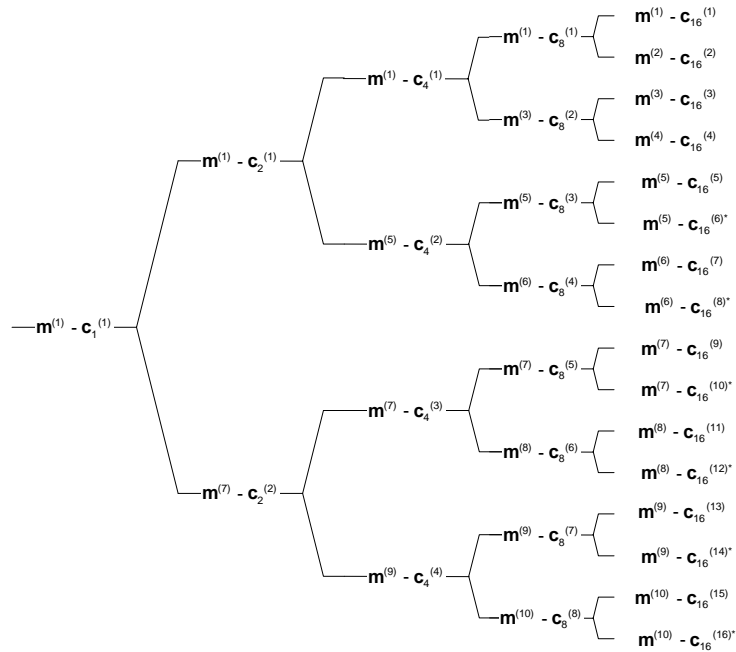 m(1) - c16(1)
m(1) - c8(1)
m(2) - c16(2)
m(1) - c4(1)
m(3) - c16(3)
m(3) - c8(2)
m(4) - c16(4)
m(1) - c2(1)
m(5) - c16(5)
m(5) - c8(3)
m(5) - c16(6)*
m(5) - c4(2)
m(6) - c16(7)
m(6) - c8(4)
m(6) - c16(8)*
m(1) - c1(1)
m(7) - c16(9)
m(7) - c8(5)
m(7) - c16(10)*
m(7) - c4(3)
m(8) - c16(11)
m(8) - c8(6)
m(8) - c16(12)*
m(7) - c2(2)
m(9) - c16(13)
m(9) - c8(7)
m(9) - c16(14)*
m(9) - c4(4)
m(10) - c16(15)
m(10) - c8(8)
m(10) - c16(16)*